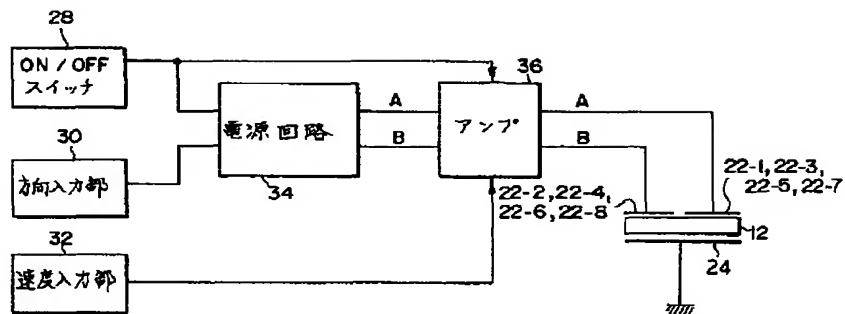 28
ON/OFF
スイッチ
30
方向入力部
32
速度入力部
電源回路
34
A
B
36
アンプ
A
B
22-1, 22-3,
22-5, 22-7
22-2, 22-4,
22-6, 22-8
12
24